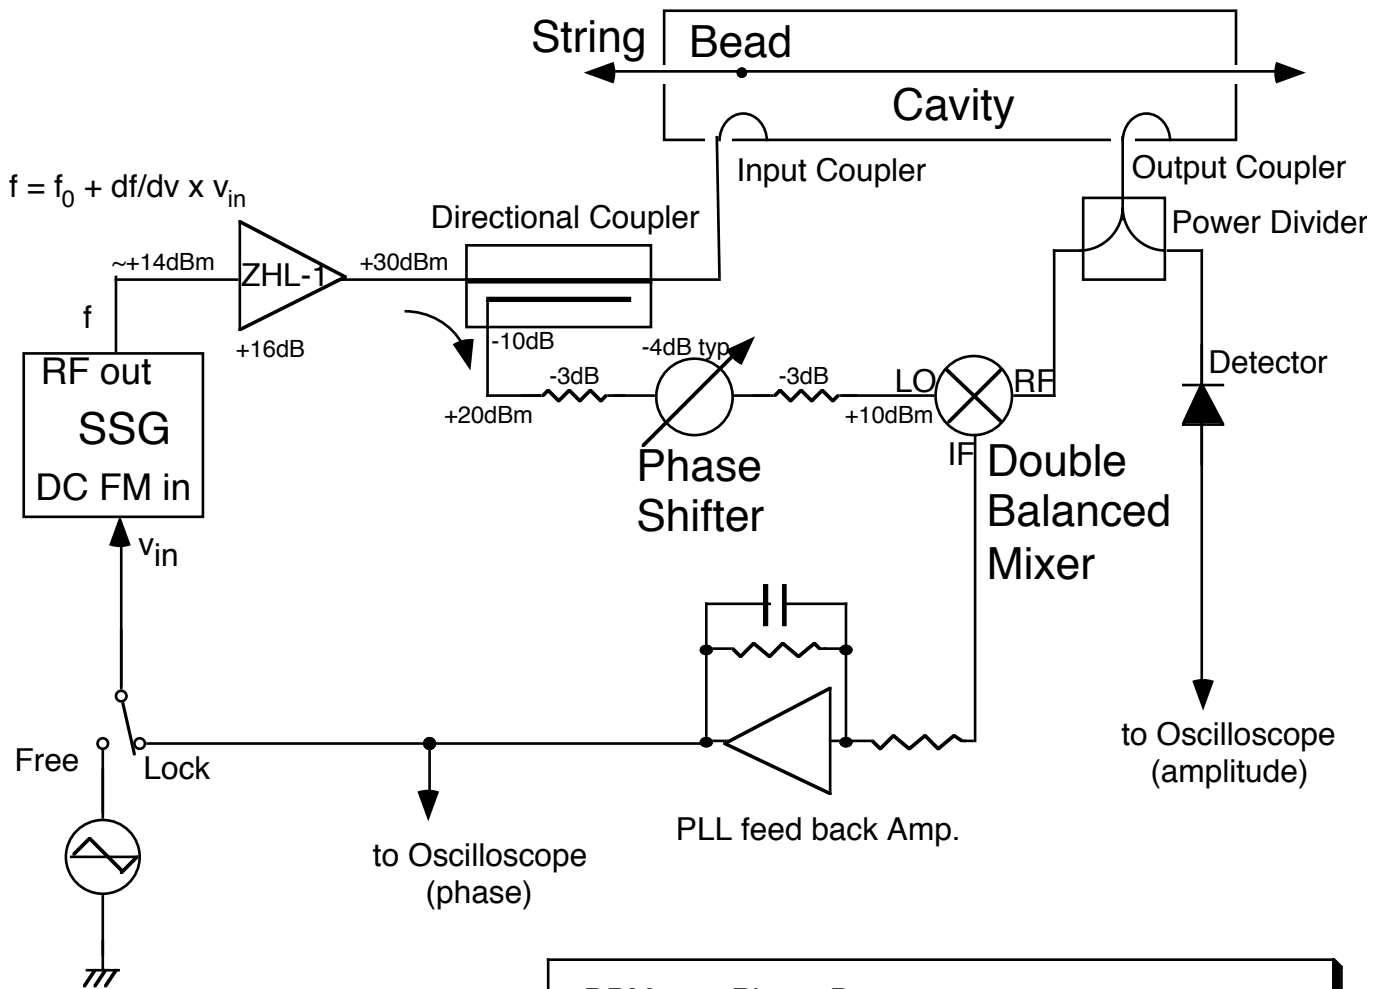 String
Bead
Cavity
Input Coupler
Output Coupler
f = f0 + df/dv x vin
Directional Coupler
Power Divider
~+14dBm
ZHL-1
+30dBm
f
+16dB
-10dB
-4dB typ
RF out
SSG
DC FM in
-3dB
-3dB
LO
RF
Detector
+20dBm
+10dBm
IF
Phase
Shifter
Double
Balanced
Mixer
vin
Free
Lock
to Oscilloscope
(amplitude)
PLL feed back Amp.
to Oscilloscope
(phase)